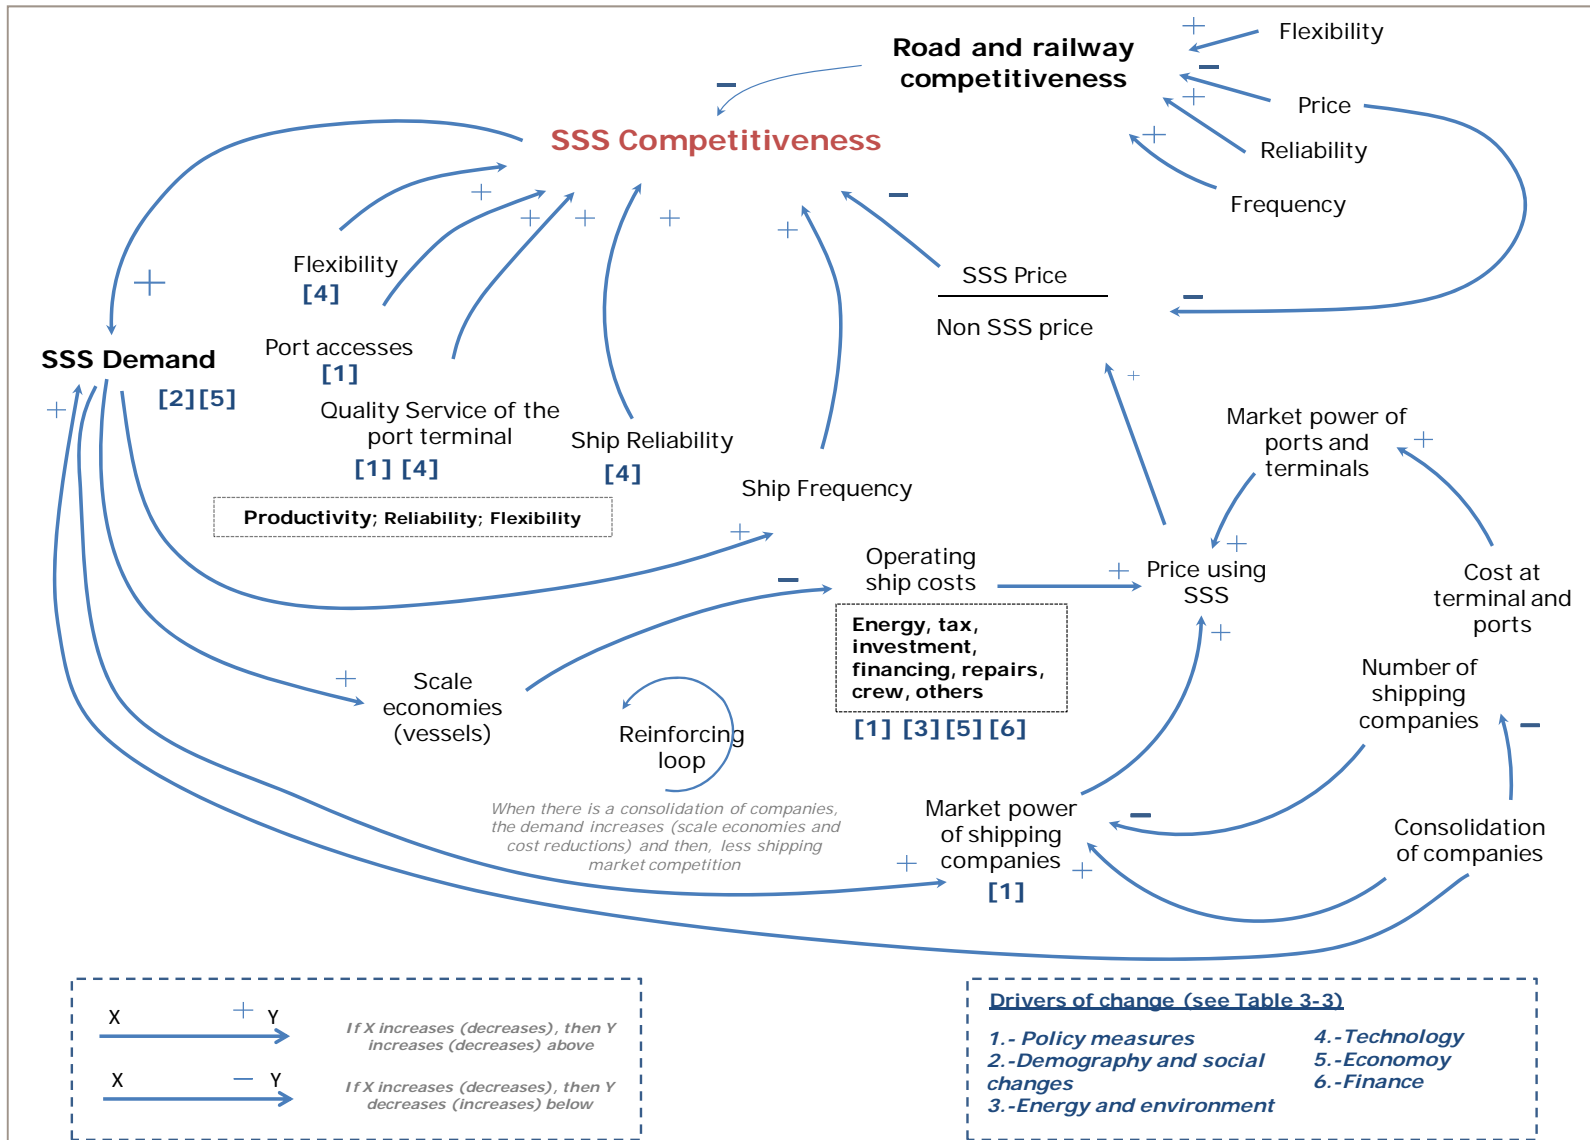 Road and railway
competitiveness
+
Flexibility
−
−
+
Price
SSS Competitiveness
+
Reliability
+
+
+
+
−
Frequency
+
+
Flexibility
[4]
SSS Price
+
−
Non SSS price
Port accesses
[1]
SSS Demand
[2][5]
+
+
Quality Service of the
port terminal
[1] [4]
Ship Reliability
[4]
Market power of
ports and
terminals
+
Ship Frequency
Productivity; Reliability; Flexibility
+
+
Operating
ship costs
−
+
Price using
SSS
Cost at
terminal and
ports
Energy, tax,
investment,
financing, repairs,
crew, others
[1] [3][5][6]
+
+
Scale
economies
(vessels)
Number of
shipping
companies
−
Reinforcing
loop
When there is a consolidation of companies,
the demand increases (scale economies and
cost reductions) and then, less shipping
market competition
Market power
of shipping
companies
[1]
−
+
+
Consolidation
of companies
X + Y
If X increases (decreases), then Y
increases (decreases) above
X − Y
If X increases (decreases), then Y
decreases (increases) below
Drivers of change (see Table 3-3)
1.- Policy measures
2.-Demography and social
changes
3.-Energy and environment
4.-Technology
5.-Economoy
6.-Finance